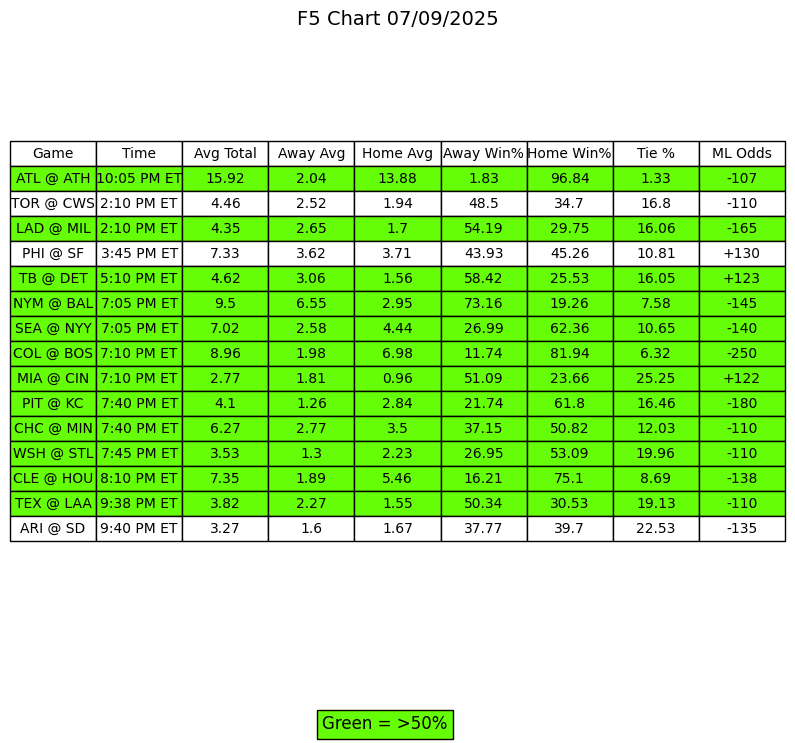 F5 Chart 07/09/2025
Game Time Avg Total Away Avg Home Avg Away Win% Home Win% Tie % ML Odds
ATL @ ATH 10:05 PM ET 15.92 2.04 13.88 1.83 96.84 1.33 -107
TOR @ CWS 2:10 PM ET 4.46 2.52 1.94 48.5 34.7 16.8 -110
LAD @ MIL 2:10 PM ET 4.35 2.65 1.7 54.19 29.75 16.06 -165
PHI @ SF 3:45 PM ET 7.33 3.62 3.71 43.93 45.26 10.81 +130
TB @ DET 5:10 PM ET 4.62 3.06 1.56 58.42 25.53 16.05 +123
NYM @ BAL 7:05 PM ET 9.5 6.55 2.95 73.16 19.26 7.58 -145
SEA @ NYY 7:05 PM ET 7.02 2.58 4.44 26.99 62.36 10.65 -140
COL @ BOS 7:10 PM ET 8.96 1.98 6.98 11.74 81.94 6.32 -250
MIA @ CIN 7:10 PM ET 2.77 1.81 0.96 51.09 23.66 25.25 +122
PIT @ KC 7:40 PM ET 4.1 1.26 2.84 21.74 61.8 16.46 -180
CHC @ MIN 7:40 PM ET 6.27 2.77 3.5 37.15 50.82 12.03 -110
WSH @ STL 7:45 PM ET 3.53 1.3 2.23 26.95 53.09 19.96 -110
CLE @ HOU 8:10 PM ET 7.35 1.89 5.46 16.21 75.1 8.69 -138
TEX @ LAA 9:38 PM ET 3.82 2.27 1.55 50.34 30.53 19.13 -110
ARI @ SD 9:40 PM ET 3.27 1.6 1.67 37.77 39.7 22.53 -135
Green = >50%